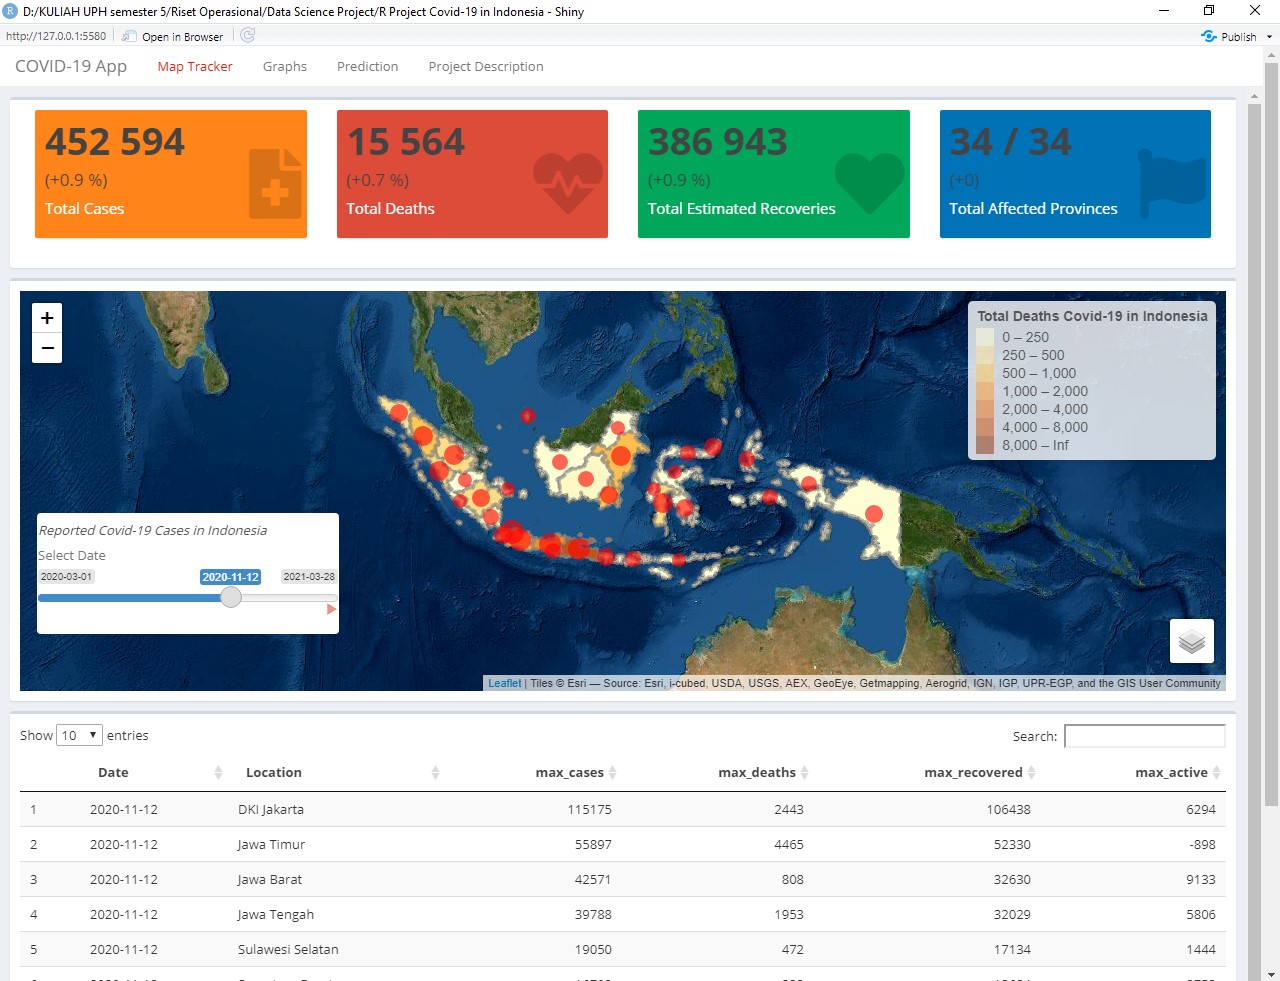 D:/KULIAH UPH semester 5/Riset Operasional/Data Science Project/R Project Covid-19 in Indonesia - Shiny
http://127.0.0.1:5580 Open in Browser Publish
COVID-19 App Map Tracker Graphs Prediction Project Description
452 594
(+0.9 %)
Total Cases
15 564
(+0.7 %)
Total Deaths
386 943
(+0.9 %)
Total Estimated Recoveries
34 / 34
(+0)
Total Affected Provinces
+
−
Total Deaths Covid-19 in Indonesia
0 – 250
250 – 500
500 – 1,000
1,000 – 2,000
2,000 – 4,000
4,000 – 8,000
8,000 – Inf
Reported Covid-19 Cases in Indonesia
Select Date
2020-03-01 2020-11-12 2021-03-28
Leaflet | Tiles © Esri — Source: Esri, i-cubed, USDA, USGS, AEX, GeoEye, Getmapping, Aerogrid, IGN, IGP, UPR-EGP, and the GIS User Community
Show 10 entries Search:
Date Location max_cases max_deaths max_recovered max_active
1 2020-11-12 DKI Jakarta 115175 2443 106438 6294
2 2020-11-12 Jawa Timur 55897 4465 52330 -898
3 2020-11-12 Jawa Barat 42571 808 32630 9133
4 2020-11-12 Jawa Tengah 39788 1953 32029 5806
5 2020-11-12 Sulawesi Selatan 19050 472 17134 1444